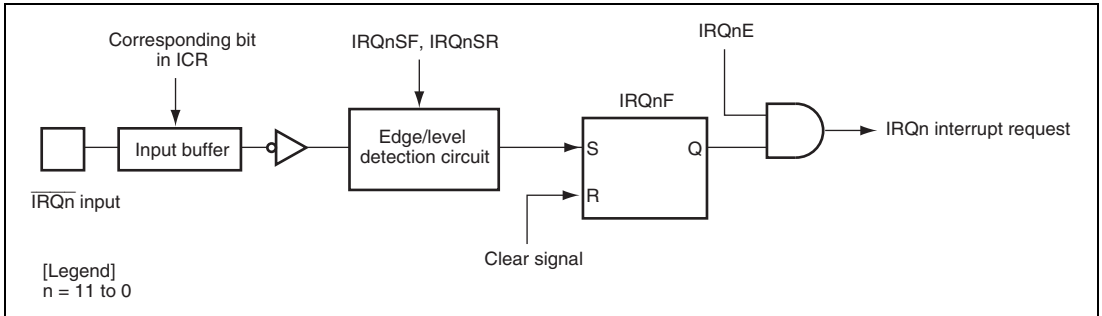 Corresponding bit
in ICR
IRQnSF, IRQnSR
IRQnE
IRQnF
Input buffer
Edge/level
detection circuit
S
Q
R
IRQn interrupt request
I̅R̅Q̅n̅ input
Clear signal
[Legend]
n = 11 to 0